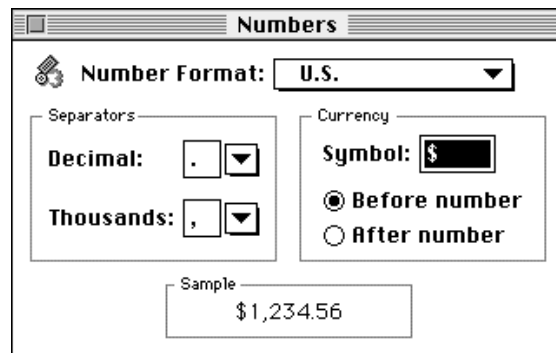 Numbers
Number Format: U.S.
Separators
Decimal: .
Thousands: ,
Currency
Symbol: $
Before number
After number
Sample
$1,234.56